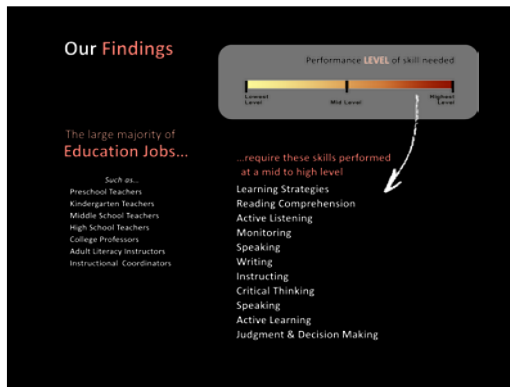 Our Findings
Performance LEVEL of skill needed
Lowest
Level
Mid Level
Highest
Level
The large majority of
Education Jobs...
Such as...
Preschool Teachers
Kindergarten Teachers
Middle School Teachers
High School Teachers
College Professors
Adult Literacy Instructors
Instructional Coordinators
...require these skills performed
at a mid to high level
Learning Strategies
Reading Comprehension
Active Listening
Monitoring
Speaking
Writing
Instructing
Critical Thinking
Speaking
Active Learning
Judgment & Decision Making